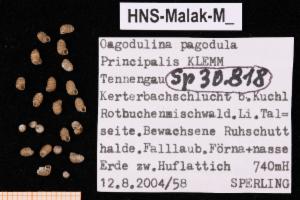 HNS-Malak-M_
Oagodulina pagodula
Principalis KLEMM
Tennengau Sp 30.818
Kerterbachschlucht b.Kuchl
Rotbuchenmischwald.Li.Tal-
seite.Bewachsene Ruhschutt
halde.Falllaub.Förna+nasse
Erde zw.Huflattich 740mH
12.8.2004/58 SPERLING